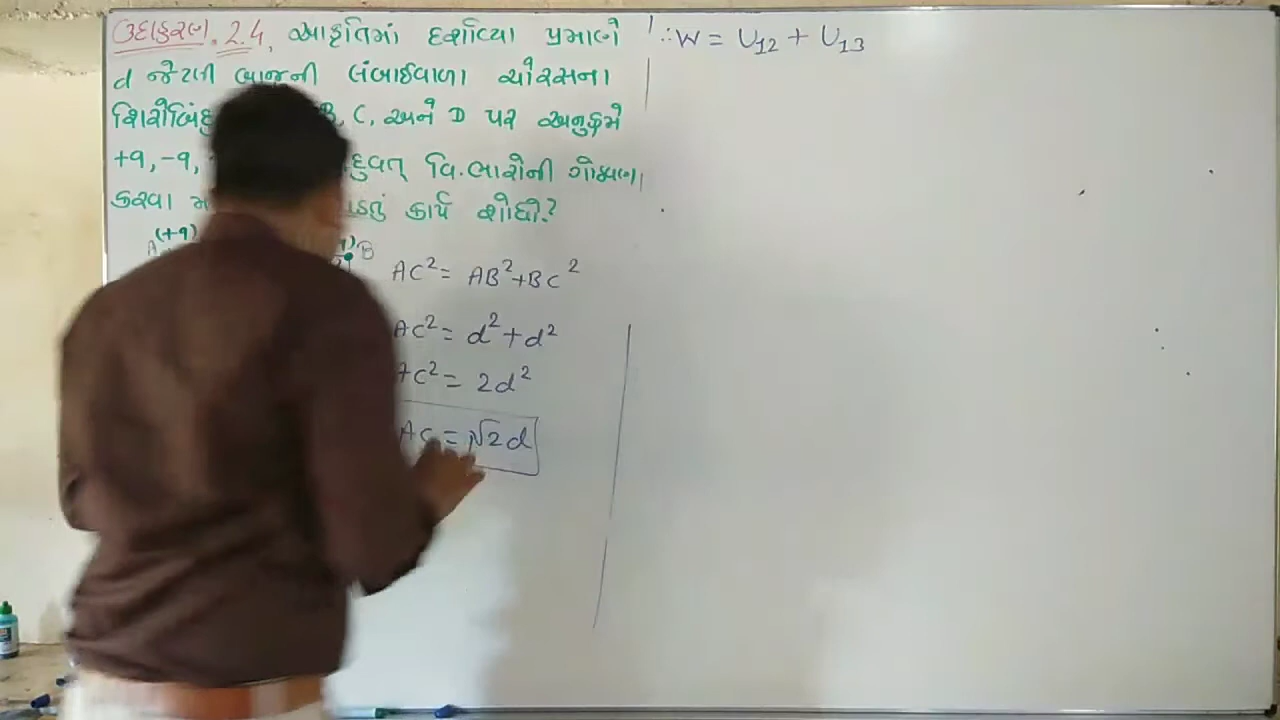 ઉદાહરણ. 2.4, આકૃતિમાં દર્શાવ્યા પ્રમાણે
d જેટલી બાજુની લંબાઈવાળા ચોરસના
શિરોબિંદુ B, C, અને D પર અનુક્રમે
+q, -q, વિ.ભારોની ગોઠવણ
કરવા કાર્ય શોધો?
(+q)
A B
AC² = AB² + BC²
AC² = d² + d²
AC² = 2d²
AC = √2d
∴ W = U12 + U13